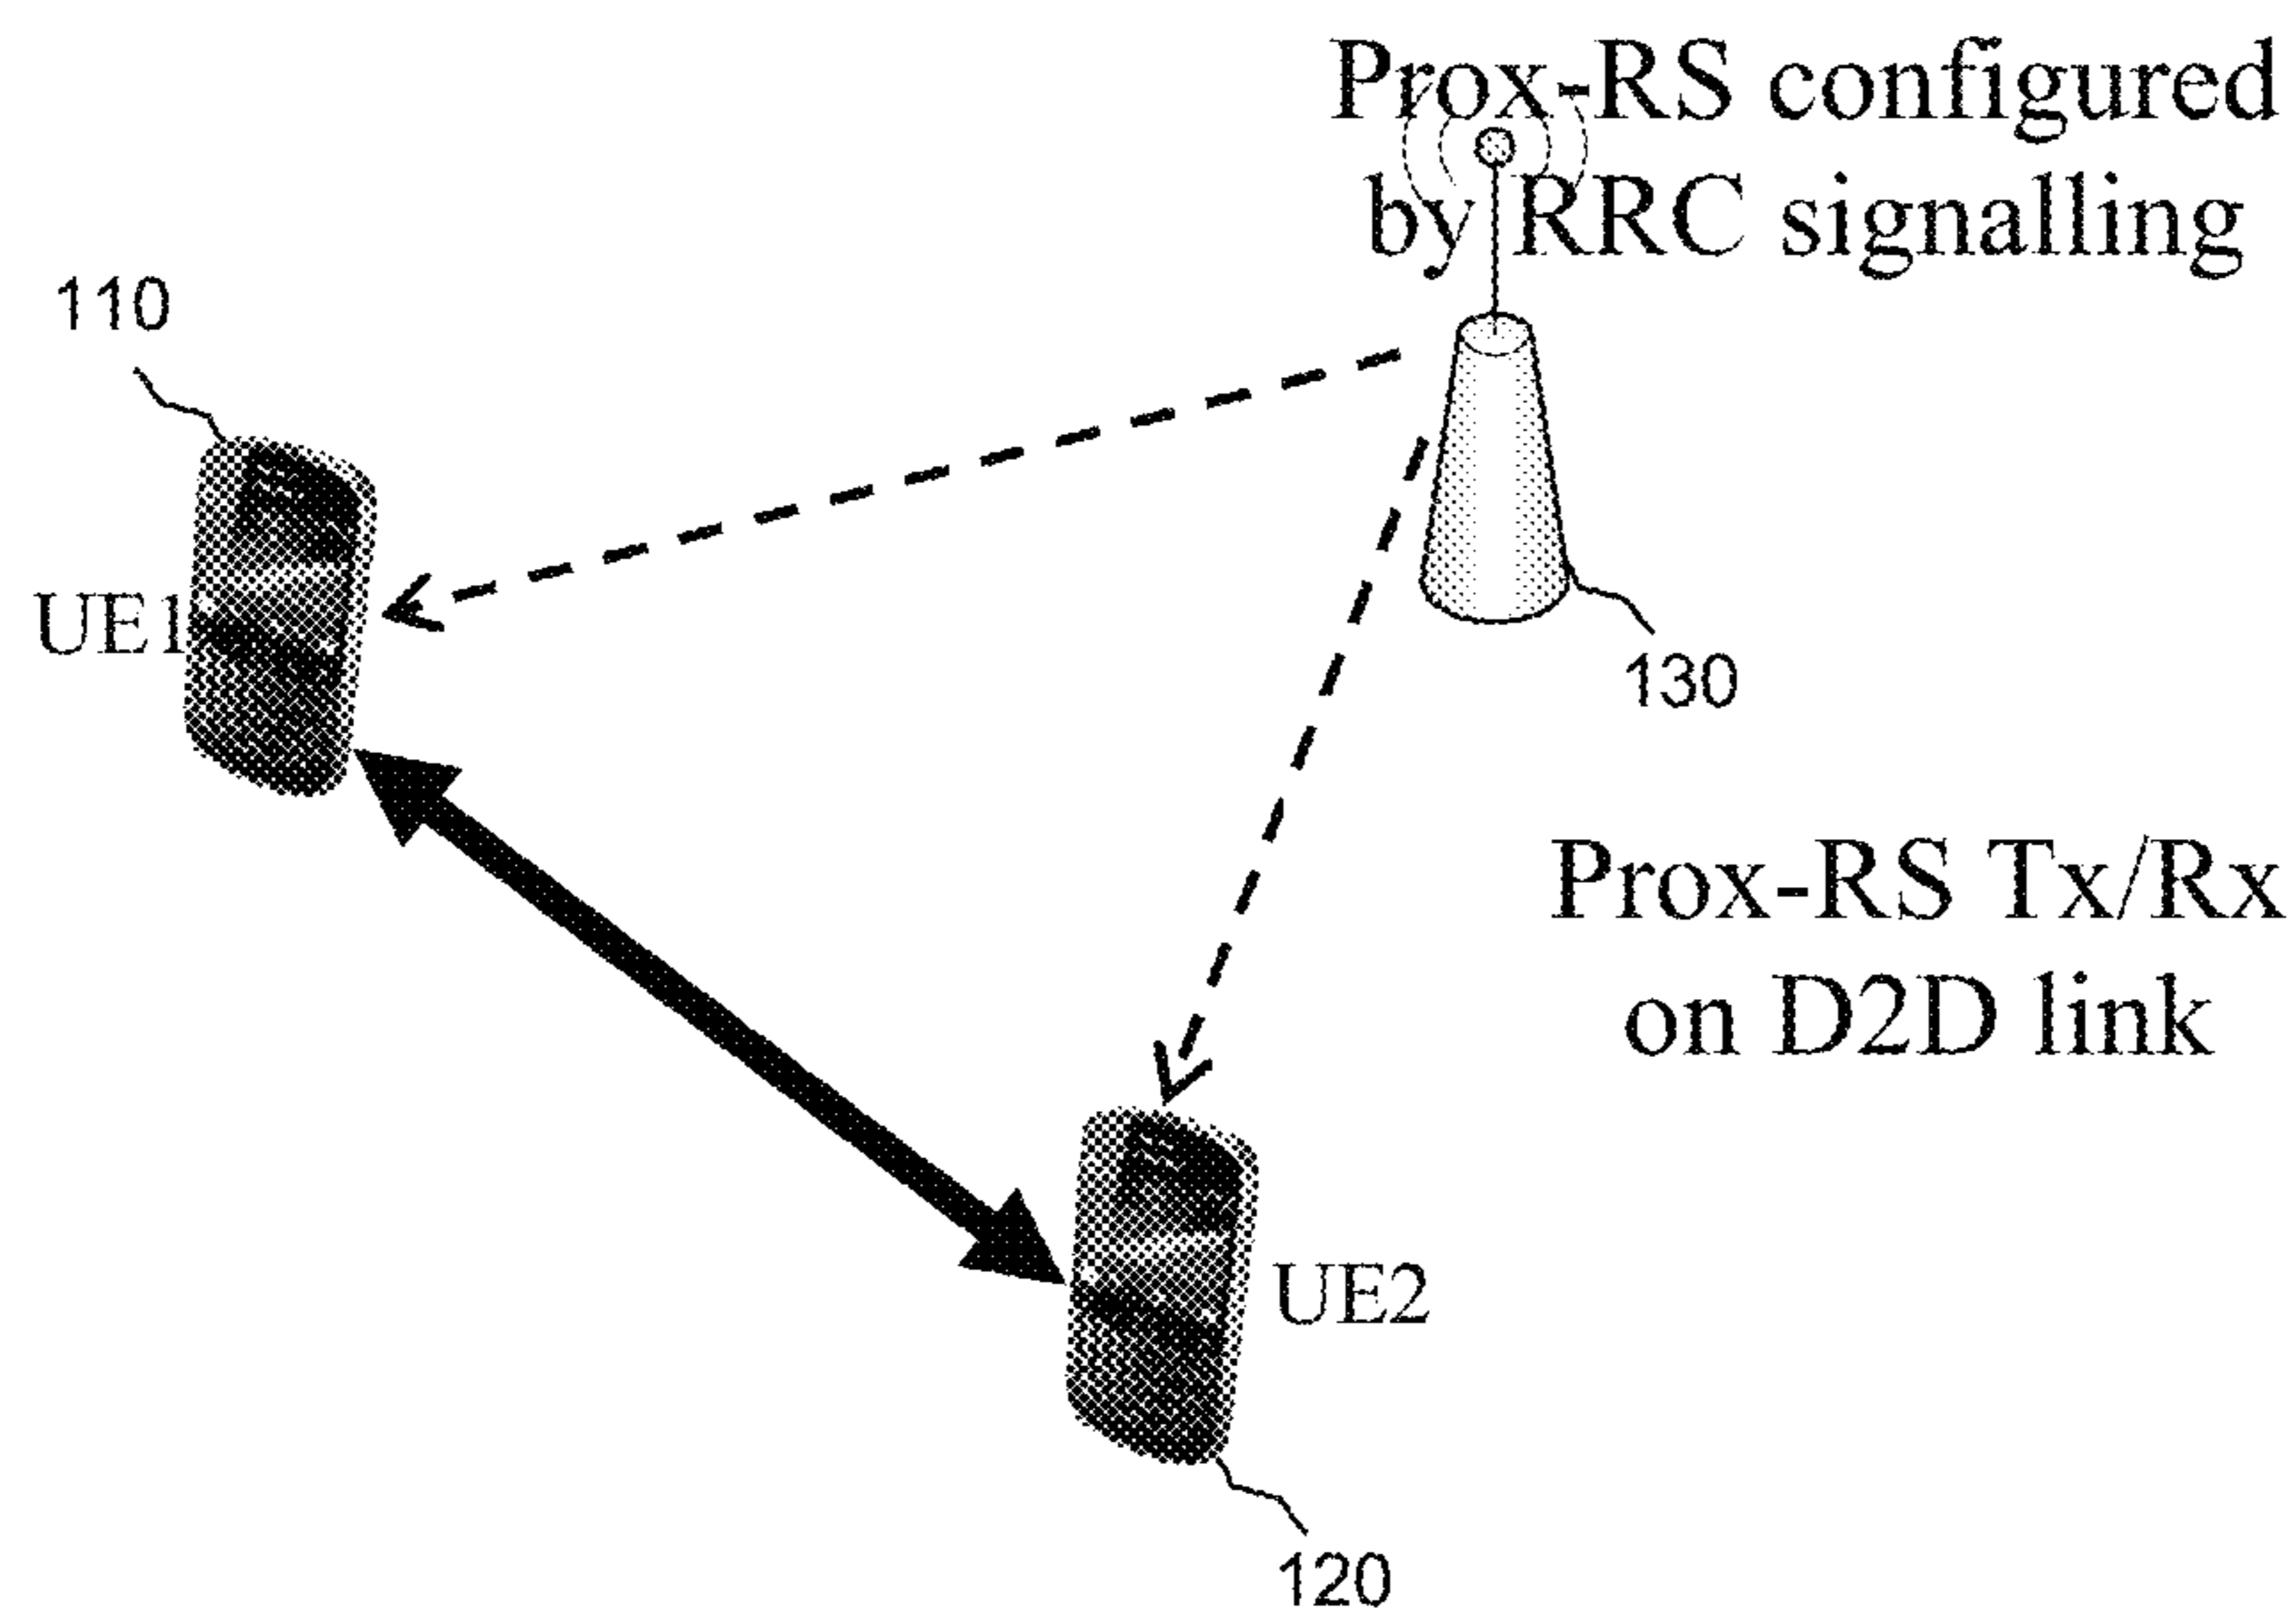 Prox-RS configured
by RRC signalling
110
UE1
130
Prox-RS Tx/Rx
on D2D link
UE2
120